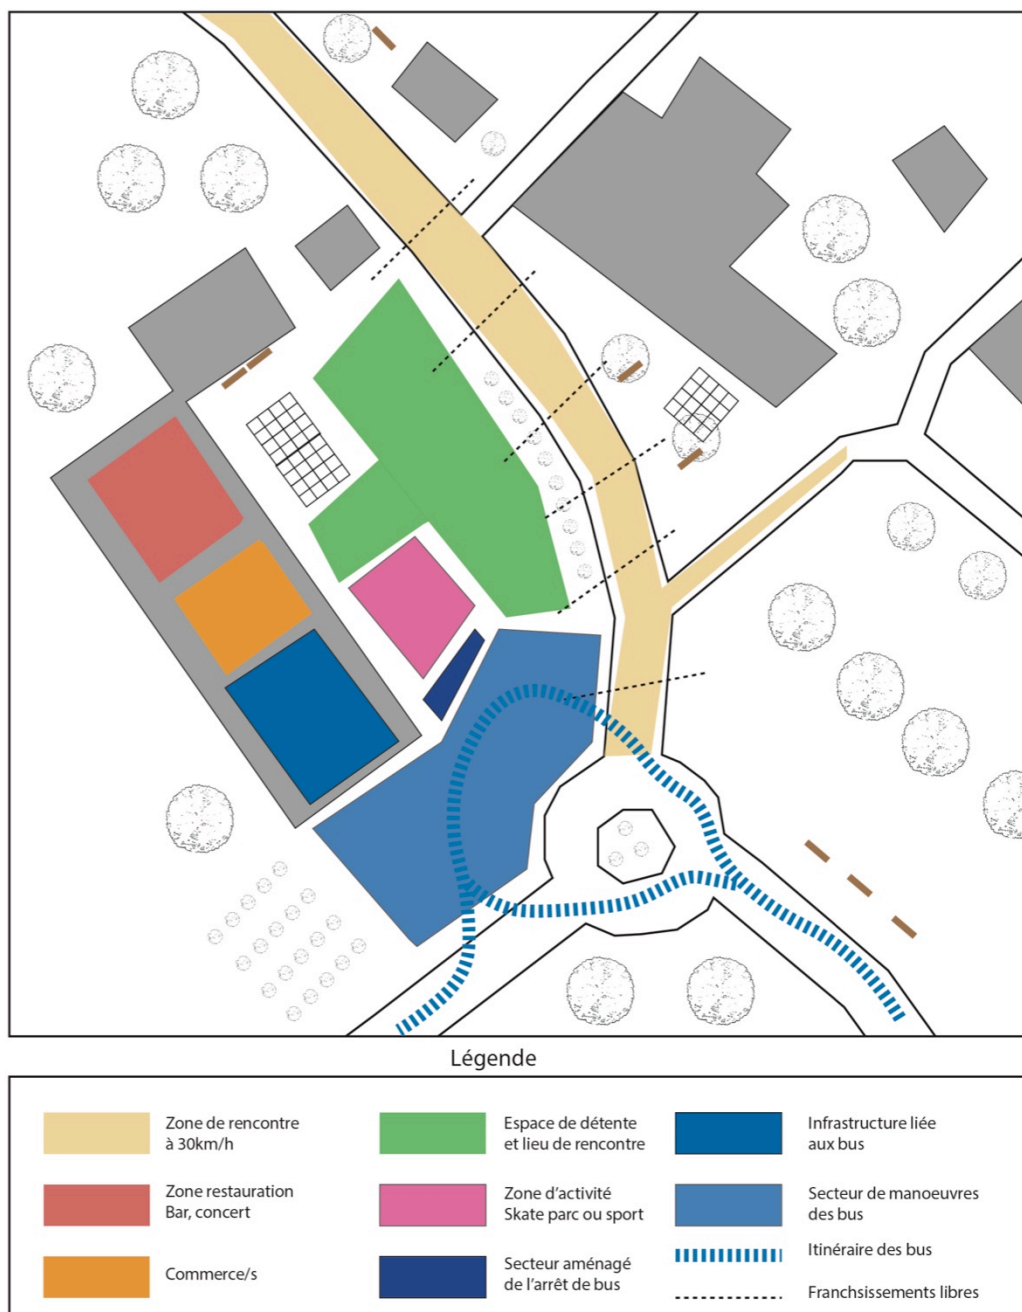 Légende
Zone de rencontre
à 30km/h
Zone restauration
Bar, concert
Commerce/s
Espace de détente
et lieu de rencontre
Zone d'activité
Skate parc ou sport
Secteur aménagé
de l'arrêt de bus
Infrastructure liée
aux bus
Secteur de manoeuvres
des bus
Itinéraire des bus
Franchissements libres